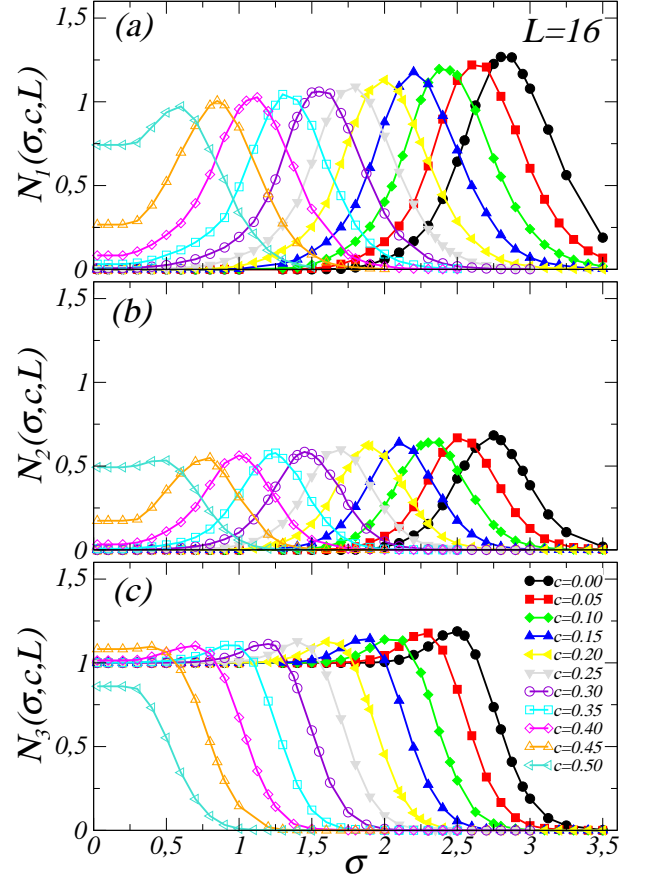 (a)
L=16
N1(σ,c,L)
1,5
1
0,5
0
(b)
N2(σ,c,L)
1,5
1
0,5
0
(c)
N3(σ,c,L)
1,5
1
0,5
0
c=0.00
c=0.05
c=0.10
c=0.15
c=0.20
c=0.25
c=0.30
c=0.35
c=0.40
c=0.45
c=0.50
0 0,5 1 1,5 2 2,5 3 3,5
σ